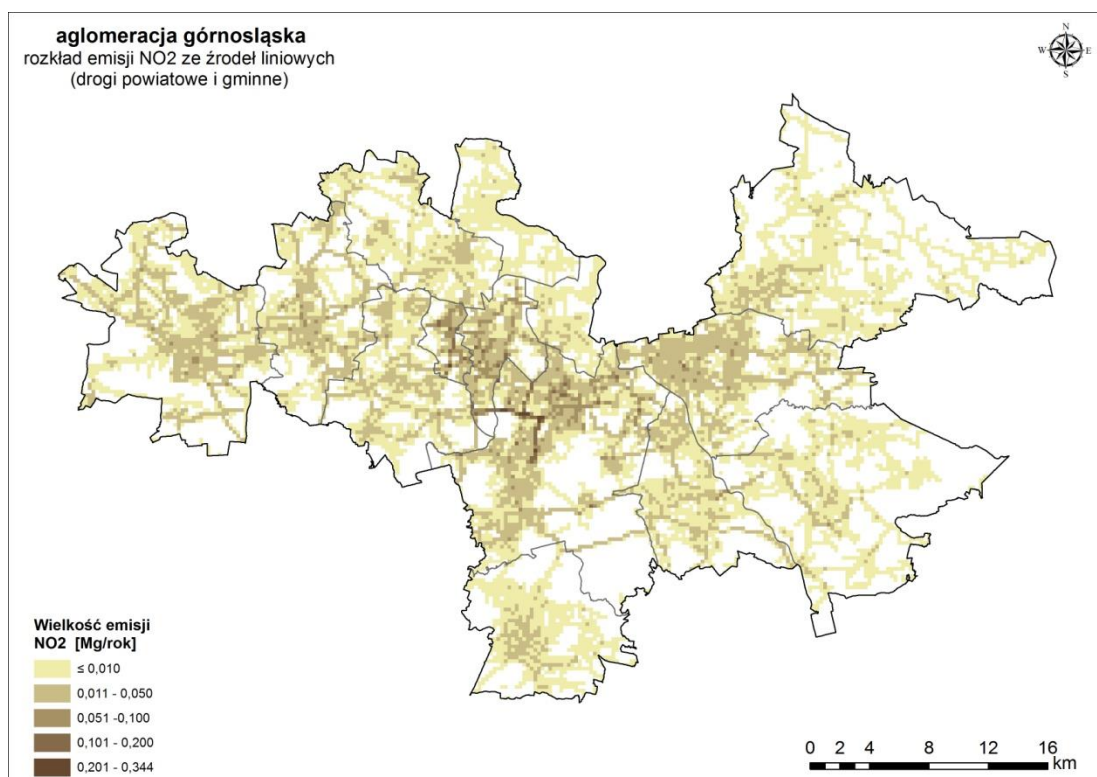 aglomeracja górnośląska
rozkład emisji NO2 ze źrodeł liniowych
(drogi powiatowe i gminne)
N
W E
S
Wielkość emisji
NO2 [Mg/rok]
≤ 0,010
0,011 - 0,050
0,051 -0,100
0,101 - 0,200
0,201 - 0,344
0 2 4 8 12 16
km